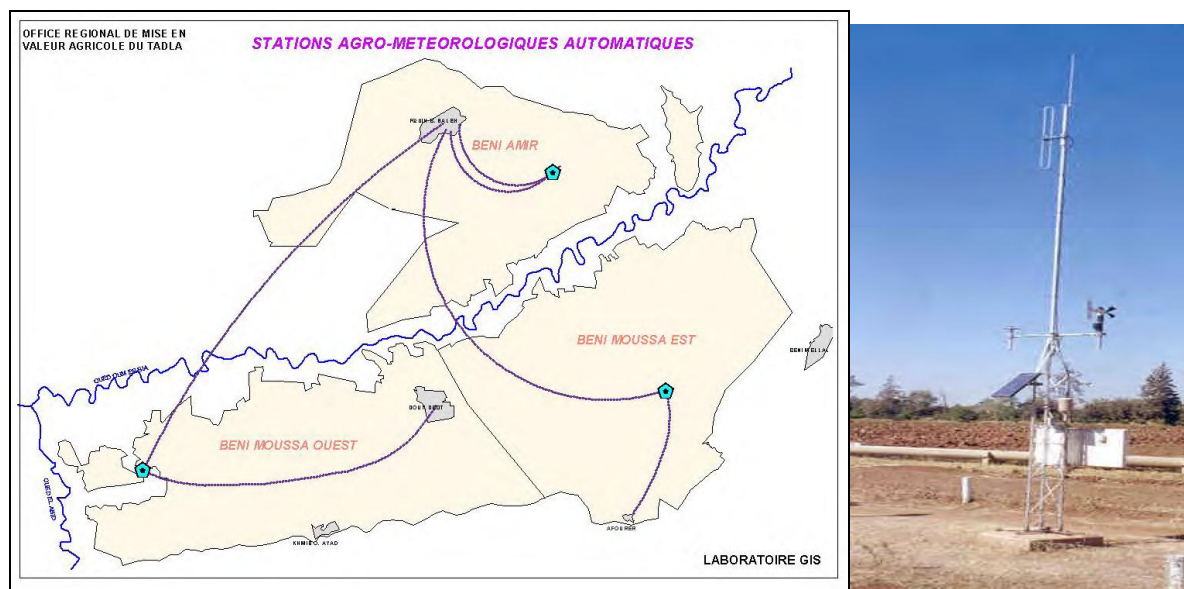 OFFICE REGIONAL DE MISE EN
VALEUR AGRICOLE DU TADLA
STATIONS AGRO-METEOROLOGIQUES AUTOMATIQUES
BENI AMIR
BENI MOUSSA EST
BENI MELLAL
BENI MOUSSA OUEST
AFOURER
LABORATOIRE GIS